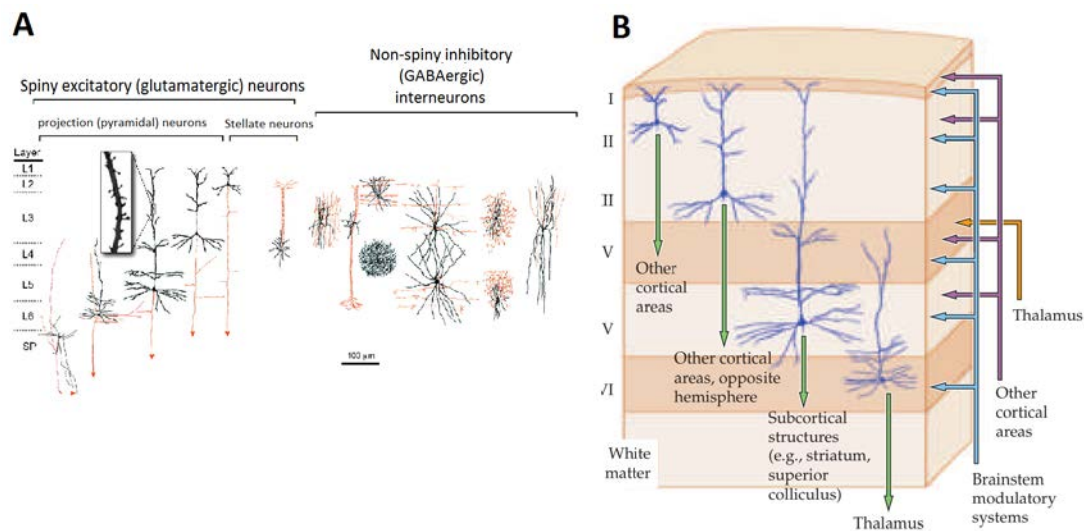 A
Non-spiny inhibitory
(GABAergic)
interneurons
Spiny excitatory (glutamatergic) neurons
projection (pyramidal) neurons
Stellate neurons
Layer
L1
L2
L3
L4
L5
L6
SP
100 µm
B
I
II
II
V
V
VI
White
matter
Other
cortical
areas
Other cortical
areas, opposite
hemisphere
Subcortical
structures
(e.g., striatum,
superior
colliculus)
Thalamus
Thalamus
Other
cortical
areas
Brainstem
modulatory
systems